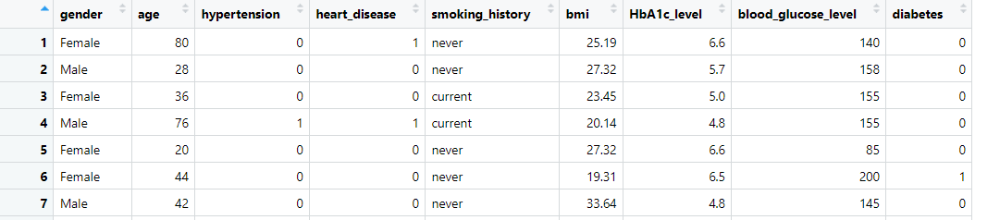 gender age hypertension heart_disease smoking_history bmi HbA1c_level blood_glucose_level diabetes
1 Female 80 0 1 never 25.19 6.6 140 0
2 Male 28 0 0 never 27.32 5.7 158 0
3 Female 36 0 0 current 23.45 5.0 155 0
4 Male 76 1 1 current 20.14 4.8 155 0
5 Female 20 0 0 never 27.32 6.6 85 0
6 Female 44 0 0 never 19.31 6.5 200 1
7 Male 42 0 0 never 33.64 4.8 145 0